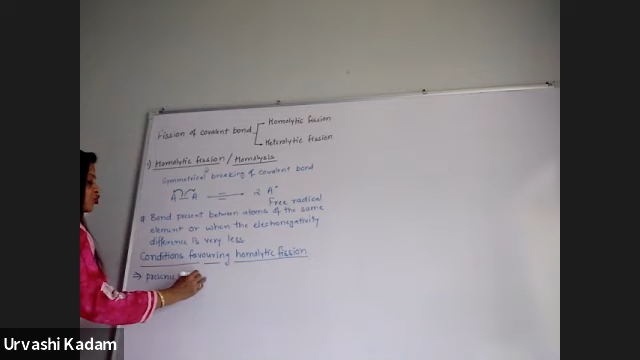 Fission of covalent bond
Homolytic fission
Heterolytic fission
1) Homolytic fission / Homolysis
Symmetrical breaking of covalent bond
A — A → 2 A•
Free radical
Bond present between atoms of the same
element or when the electronegativity
difference is very less
Conditions favouring homolytic fission
⇒ presence
Urvashi Kadam